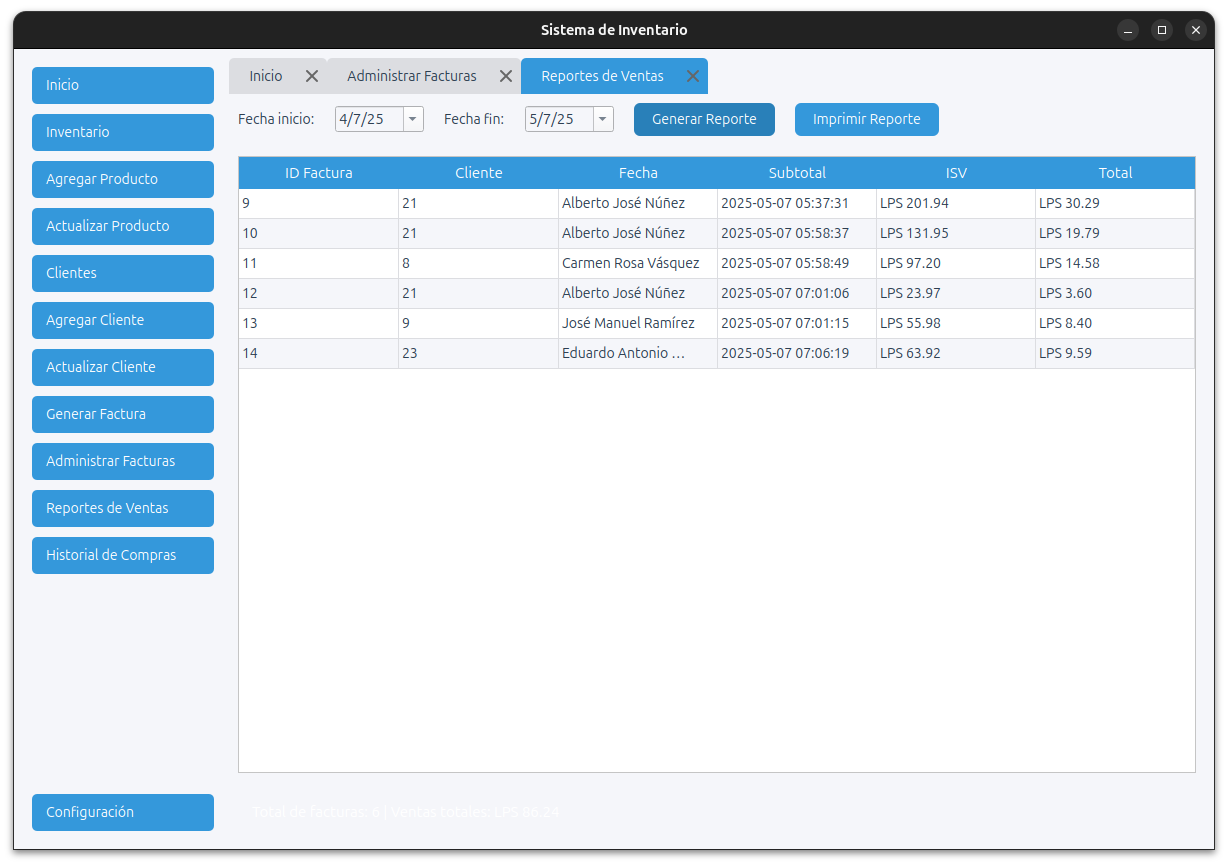 Sistema de Inventario
Inicio
Inventario
Agregar Producto
Actualizar Producto
Clientes
Agregar Cliente
Actualizar Cliente
Generar Factura
Administrar Facturas
Reportes de Ventas
Historial de Compras
Configuración
Inicio Administrar Facturas Reportes de Ventas
Fecha inicio: 4/7/25 Fecha fin: 5/7/25 Generar Reporte Imprimir Reporte
ID Factura Cliente Fecha Subtotal ISV Total
9 21 Alberto José Núñez 2025-05-07 05:37:31 LPS 201.94 LPS 30.29
10 21 Alberto José Núñez 2025-05-07 05:58:37 LPS 131.95 LPS 19.79
11 8 Carmen Rosa Vásquez 2025-05-07 05:58:49 LPS 97.20 LPS 14.58
12 21 Alberto José Núñez 2025-05-07 07:01:06 LPS 23.97 LPS 3.60
13 9 José Manuel Ramírez 2025-05-07 07:01:15 LPS 55.98 LPS 8.40
14 23 Eduardo Antonio ... 2025-05-07 07:06:19 LPS 63.92 LPS 9.59
Total de facturas: 6 | Ventas totales: LPS 86.24